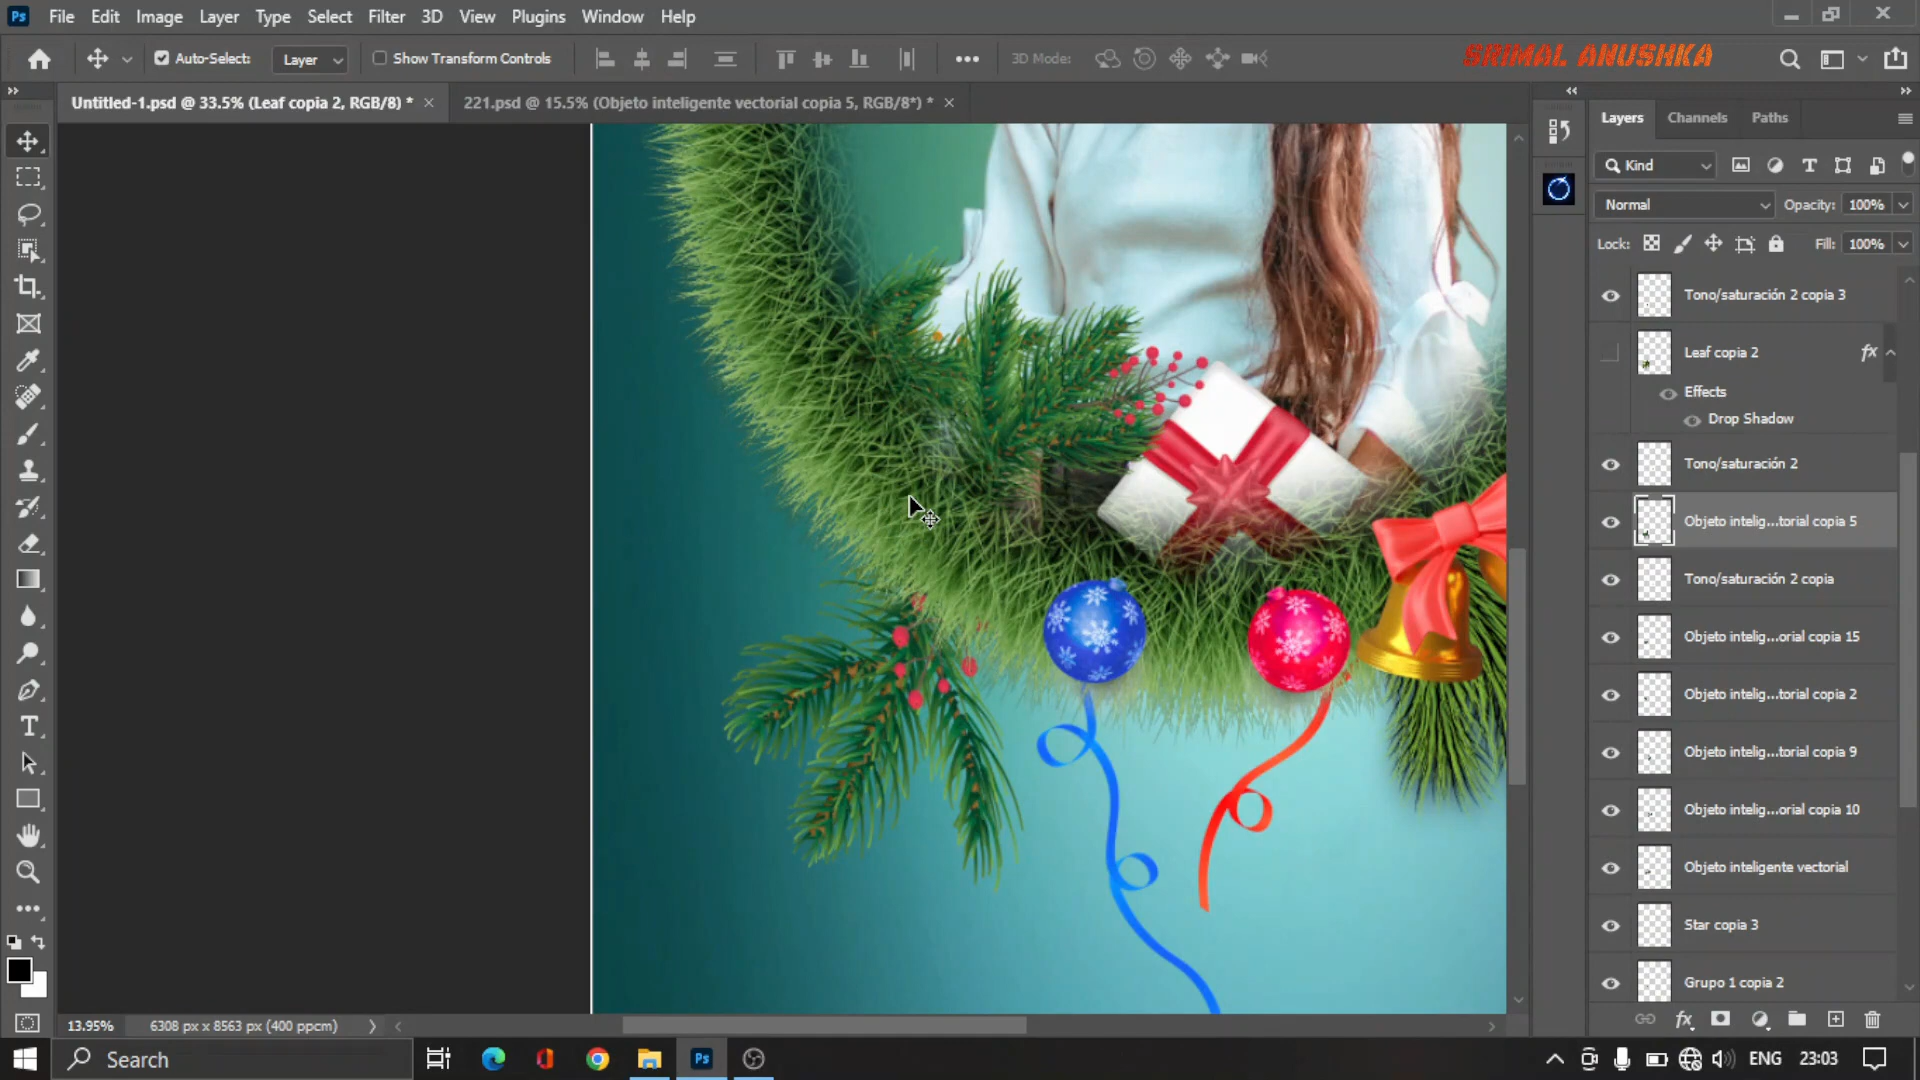 Ps File Edit Image Layer Type Select Filter 3D View Plugins Window Help
Auto-Select: Layer Show Transform Controls 3D Mode: SRIMAL ANUSHKA
Untitled-1.psd @ 33.5% (Leaf copia 2, RGB/8) * × 221.psd @ 15.5% (Objeto inteligente vectorial copia 5, RGB/8*) * ×
Layers Channels Paths
Kind
Normal Opacity: 100%
Lock: Fill: 100%
Tono/saturación 2 copia 3
Leaf copia 2 fx
Effects
Drop Shadow
Tono/saturación 2
Objeto intelig...torial copia 5
Tono/saturación 2 copia
Objeto intelig...orial copia 15
Objeto intelig...torial copia 2
Objeto intelig...torial copia 9
Objeto intelig...orial copia 10
Objeto inteligente vectorial
Star copia 3
Grupo 1 copia 2
13.95% 6308 px x 8563 px (400 ppcm)
fx
Search Ps ENG 23:03